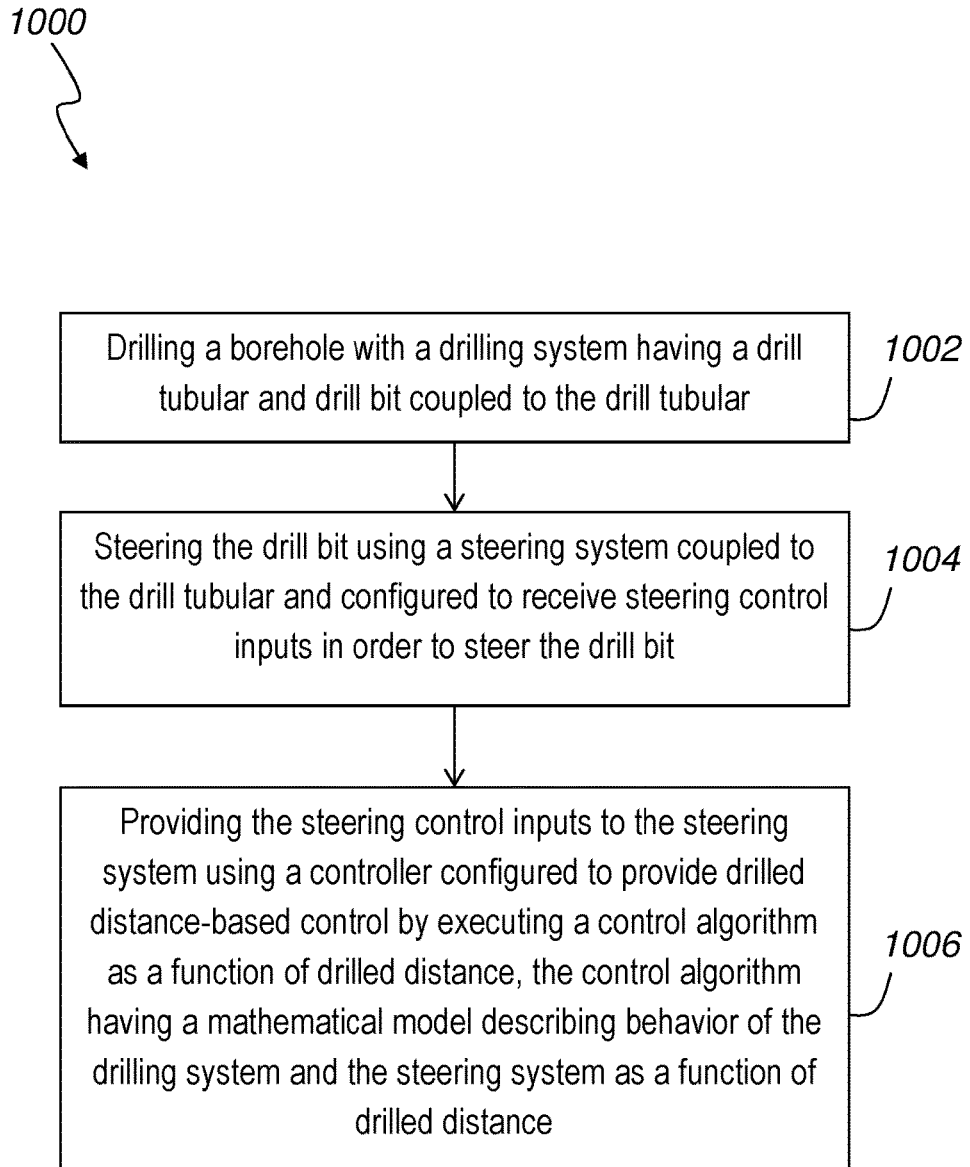 1000
Drilling a borehole with a drilling system having a drill
tubular and drill bit coupled to the drill tubular
1002
Steering the drill bit using a steering system coupled to
the drill tubular and configured to receive steering control
inputs in order to steer the drill bit
1004
Providing the steering control inputs to the steering
system using a controller configured to provide drilled
distance-based control by executing a control algorithm
as a function of drilled distance, the control algorithm
having a mathematical model describing behavior of the
drilling system and the steering system as a function of
drilled distance
1006